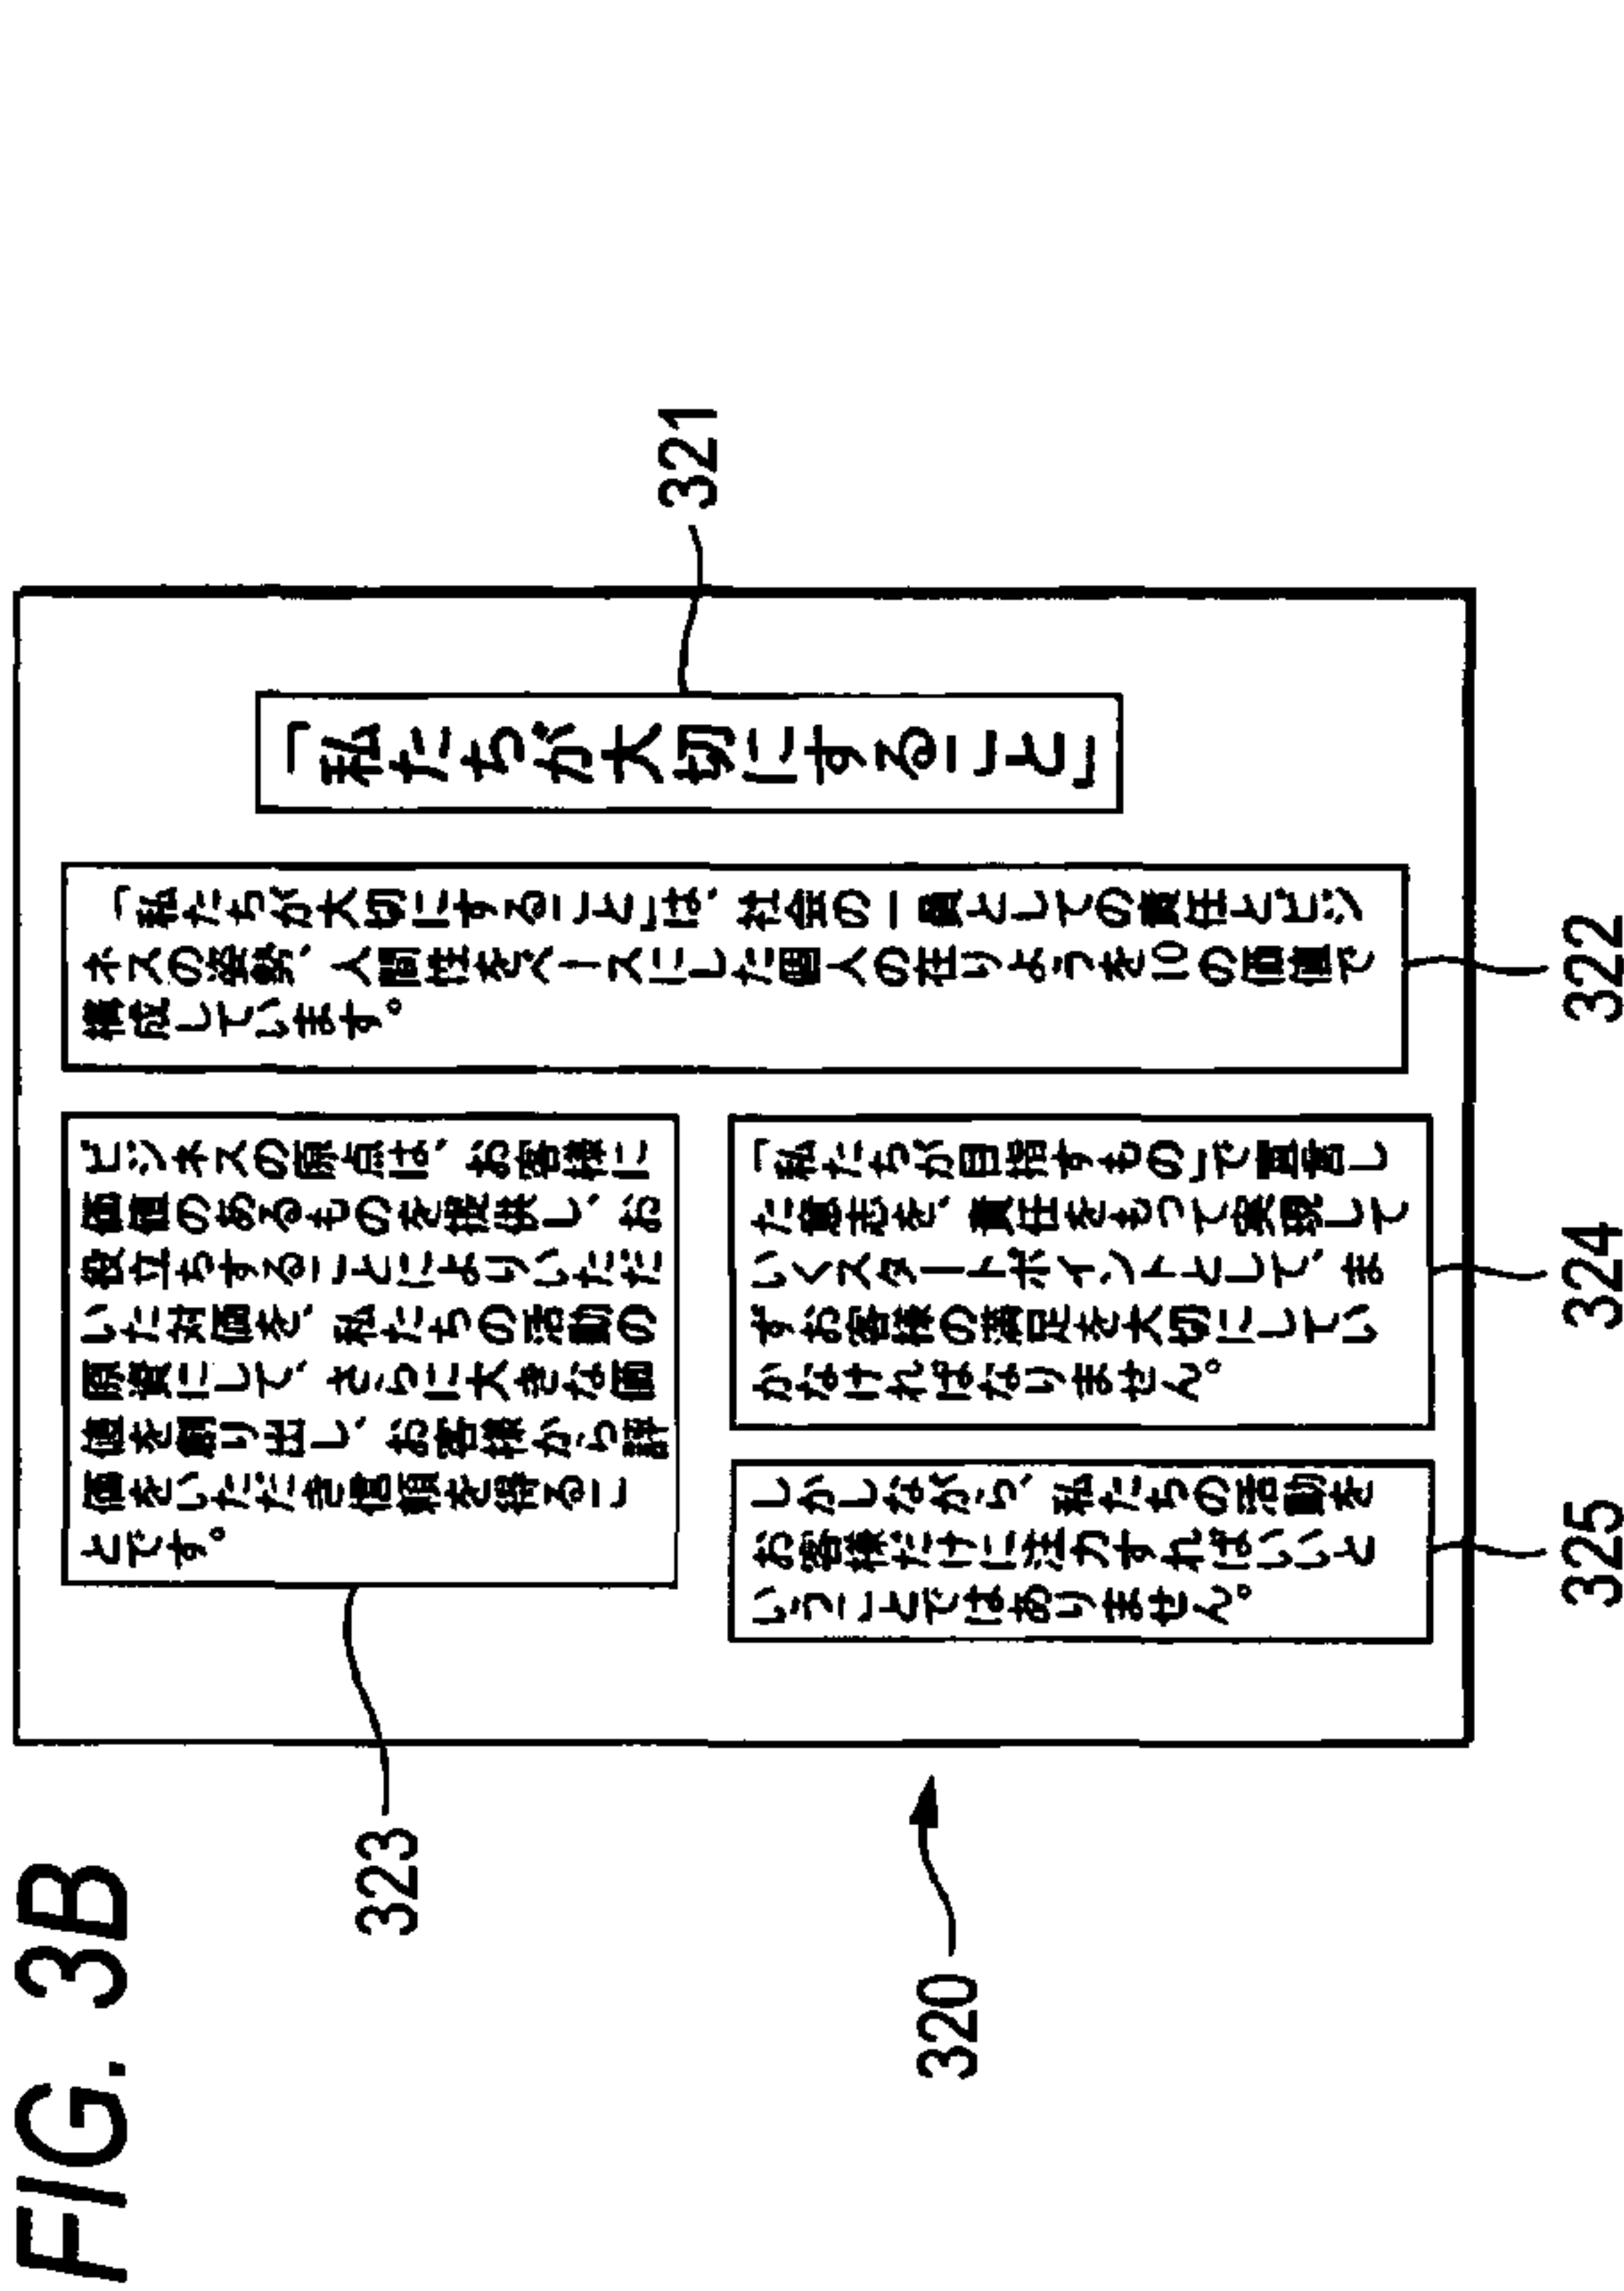 FIG. 3B
320
321
「私たちが大切にすること」
322
「私たちが大切にすること」は、社会の一員としての責任とビジ
ネスの姿勢、人間性をベースにした個人の在りようを10の価値で
構成しています。
323
ビジネスの原点は、お客様に
価値のあるものを提供し、お
役立ちすることによりいただ
いた対価を、私たちの活動の
原資にして、さらに大きな価
値を創り出し、お客様から評
価をいただき信頼を得るこ
とです。
324
「私たちが目指すもの」で宣言し
た意志を、責任をもって実現して
いくスタートポイントとして、ま
ずお客様の満足を大切にしてい
かなければなりません。
325
しかしながら、私たちの活動を
お客様だけに注力すればいいと
いうことではありません。